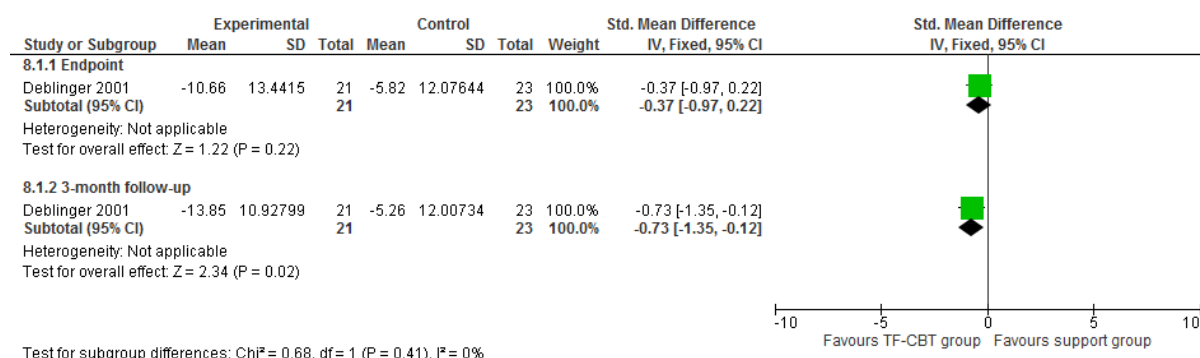 Experimental Control Std. Mean Difference Std. Mean Difference
Study or Subgroup Mean SD Total Mean SD Total Weight IV, Fixed, 95% CI IV, Fixed, 95% CI
8.1.1 Endpoint
Deblinger 2001 -10.66 13.4415 21 -5.82 12.07644 23 100.0% -0.37 [-0.97, 0.22]
Subtotal (95% CI) 21 23 100.0% -0.37 [-0.97, 0.22]
Heterogeneity: Not applicable
Test for overall effect: Z = 1.22 (P = 0.22)
8.1.2 3-month follow-up
Deblinger 2001 -13.85 10.92799 21 -5.26 12.00734 23 100.0% -0.73 [-1.35, -0.12]
Subtotal (95% CI) 21 23 100.0% -0.73 [-1.35, -0.12]
Heterogeneity: Not applicable
Test for overall effect: Z = 2.34 (P = 0.02)
-10 -5 0 5 10
Favours TF-CBT group Favours support group
Test for subgroup differences: Chi² = 0.68, df = 1 (P = 0.41), I² = 0%